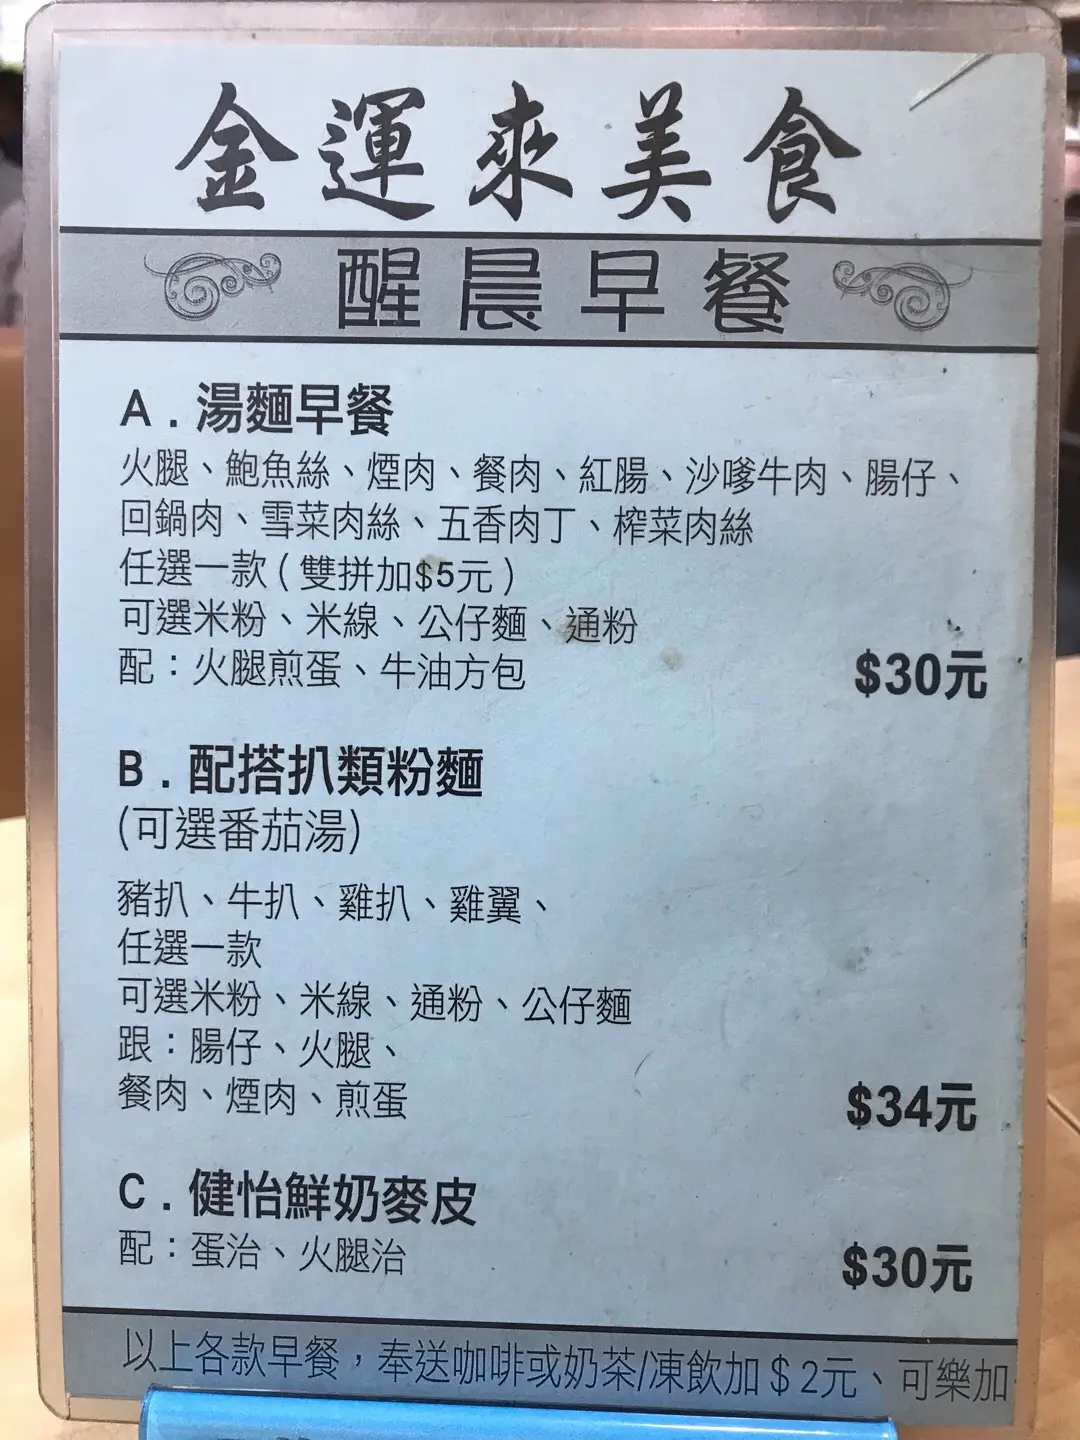 金運來美食
醒晨早餐
A . 湯麵早餐
火腿、鮑魚絲、煙肉、餐肉、紅腸、沙嗲牛肉、腸仔、
回鍋肉、雪菜肉絲、五香肉丁、榨菜肉絲
任選一款 ( 雙拼加$5元 )
可選米粉、米線、公仔麵、通粉
配：火腿煎蛋、牛油方包
$30元
B . 配搭扒類粉麵
(可選番茄湯)
豬扒、牛扒、雞扒、雞翼、
任選一款
可選米粉、米線、通粉、公仔麵
跟：腸仔、火腿、
餐肉、煙肉、煎蛋
$34元
C . 健怡鮮奶麥皮
配：蛋治、火腿治
$30元
以上各款早餐，奉送咖啡或奶茶/凍飲加＄2元、可樂加